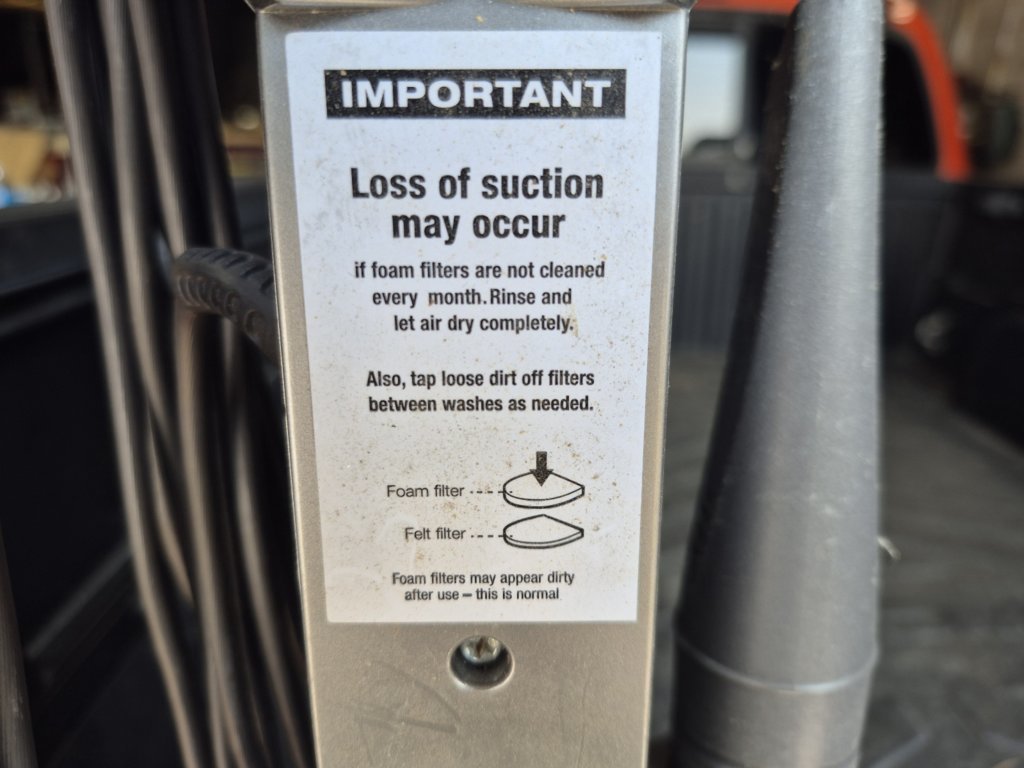 IMPORTANT
Loss of suction
may occur
if foam filters are not cleaned
every month.Rinse and
let air dry completely.
Also, tap loose dirt off filters
between washes as needed.
Foam filter
Felt filter
Foam filters may appear dirty
after use – this is normal